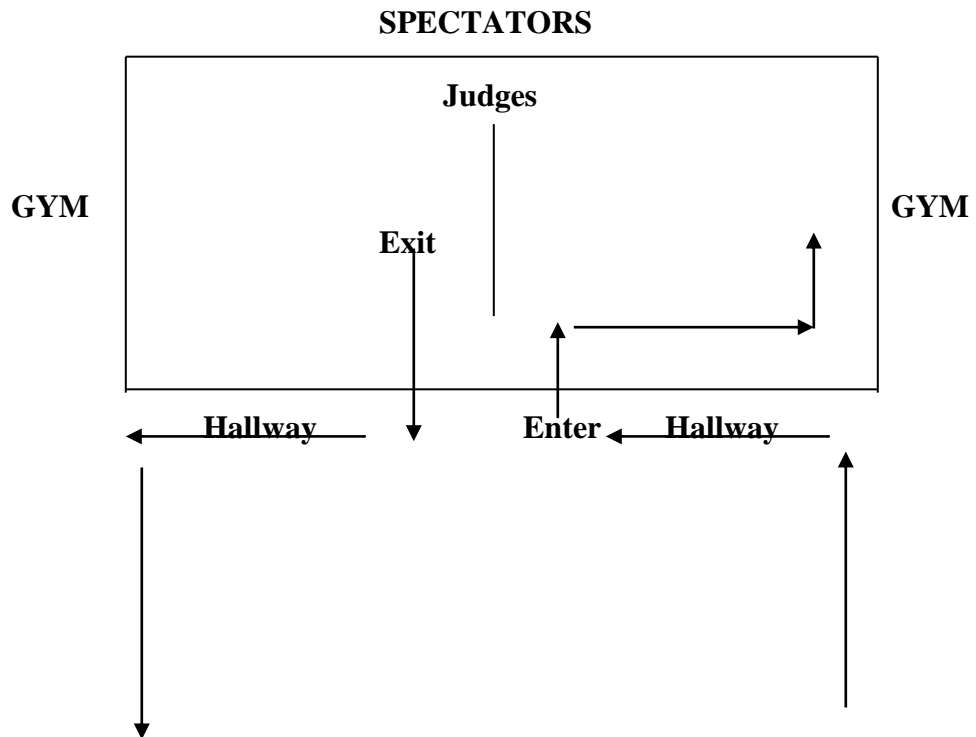 SPECTATORS
Judges
GYM
GYM
Exit
Hallway
Enter
Hallway